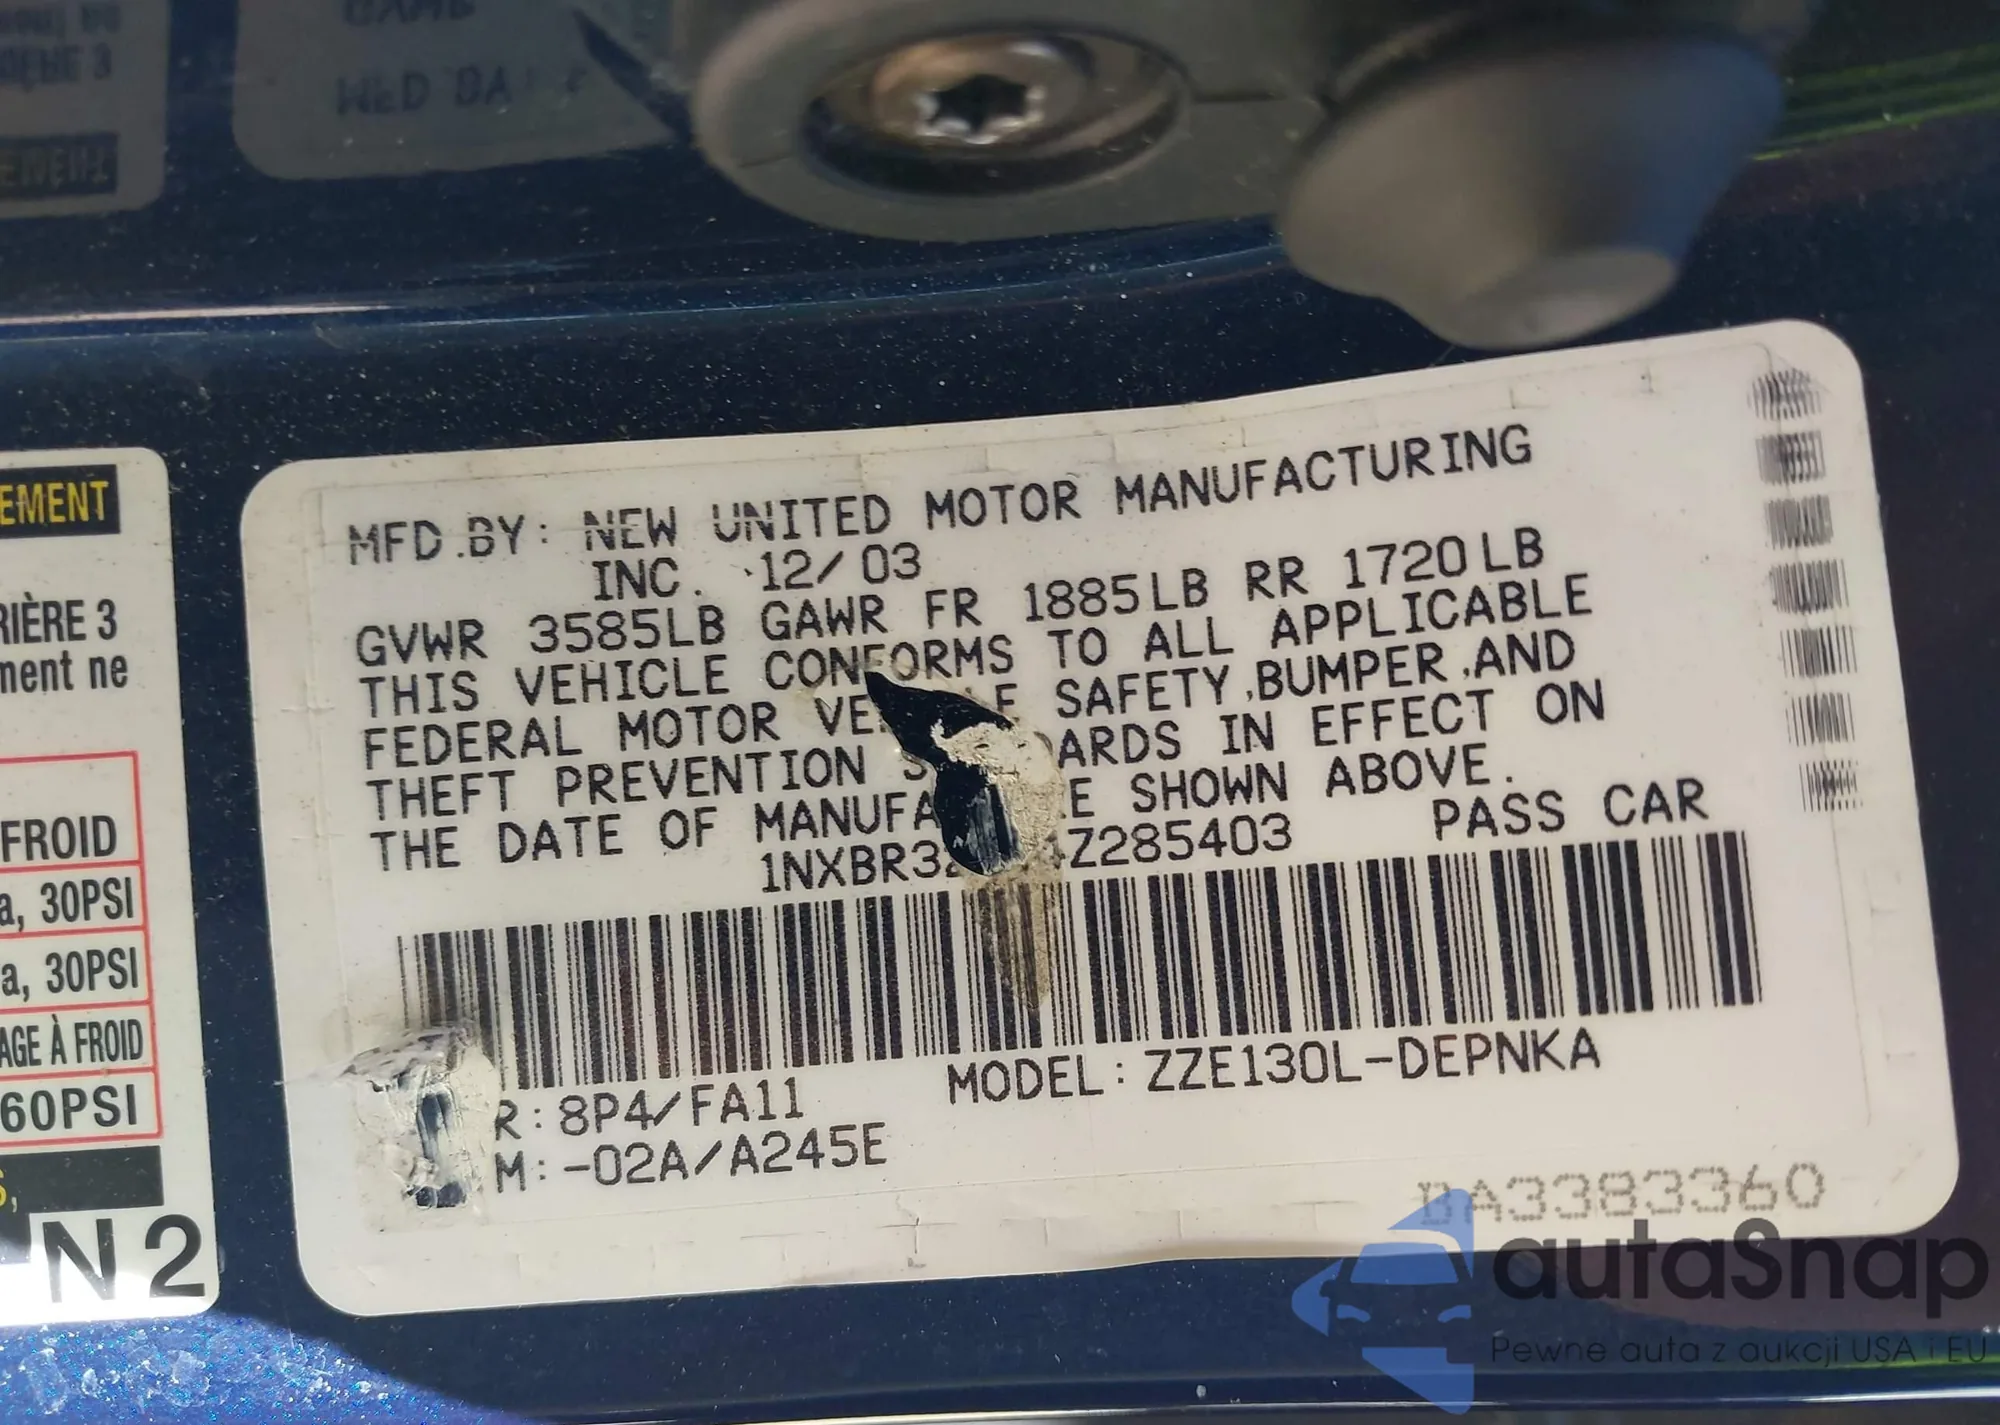 EMENT
RIÈRE 3
ment ne
FROID
a, 30PSI
a, 30PSI
AGE À FROID
60PSI
N2
MFD.BY: NEW UNITED MOTOR MANUFACTURING
INC. 12/03
GVWR 3585LB GAWR FR 1885LB RR 1720LB
THIS VEHICLE CONFORMS TO ALL APPLICABLE
FEDERAL MOTOR VE E SAFETY,BUMPER,AND
THEFT PREVENTION S ARDS IN EFFECT ON
THE DATE OF MANUFA E SHOWN ABOVE.
1NXBR32 Z285403 PASS CAR
R:8P4/FA11 MODEL:ZZE130L-DEPNKA
M:-02A/A245E
BA3383360
autaSnap
Pewne auta z aukcji USA i EU